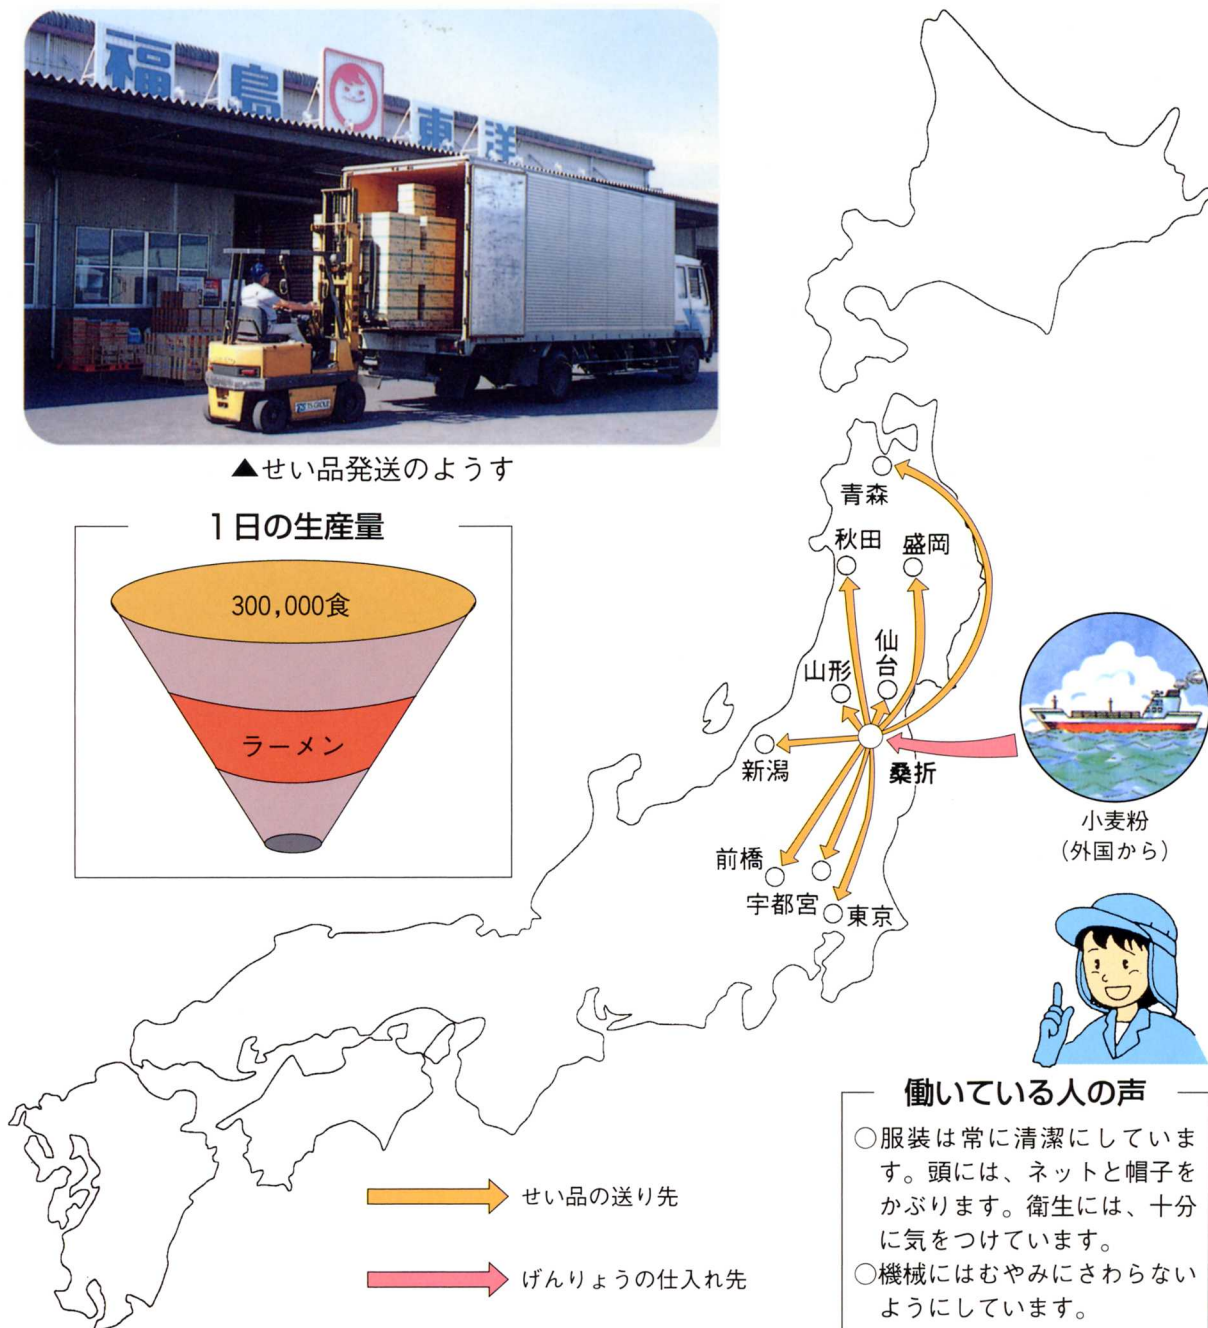 福島 東洋
▲せい品発送のようす
1日の生産量
300,000食
ラーメン
青森
秋田
盛岡
仙台
山形
新潟
桑折
前橋
宇都宮
東京
小麦粉
（外国から）
せい品の送り先
げんりょうの仕入れ先
働いている人の声
○服装は常に清潔にしていま
す。頭には、ネットと帽子を
かぶります。衛生には、十分
に気をつけています。
○機械にはむやみにさわらない
ようにしています。